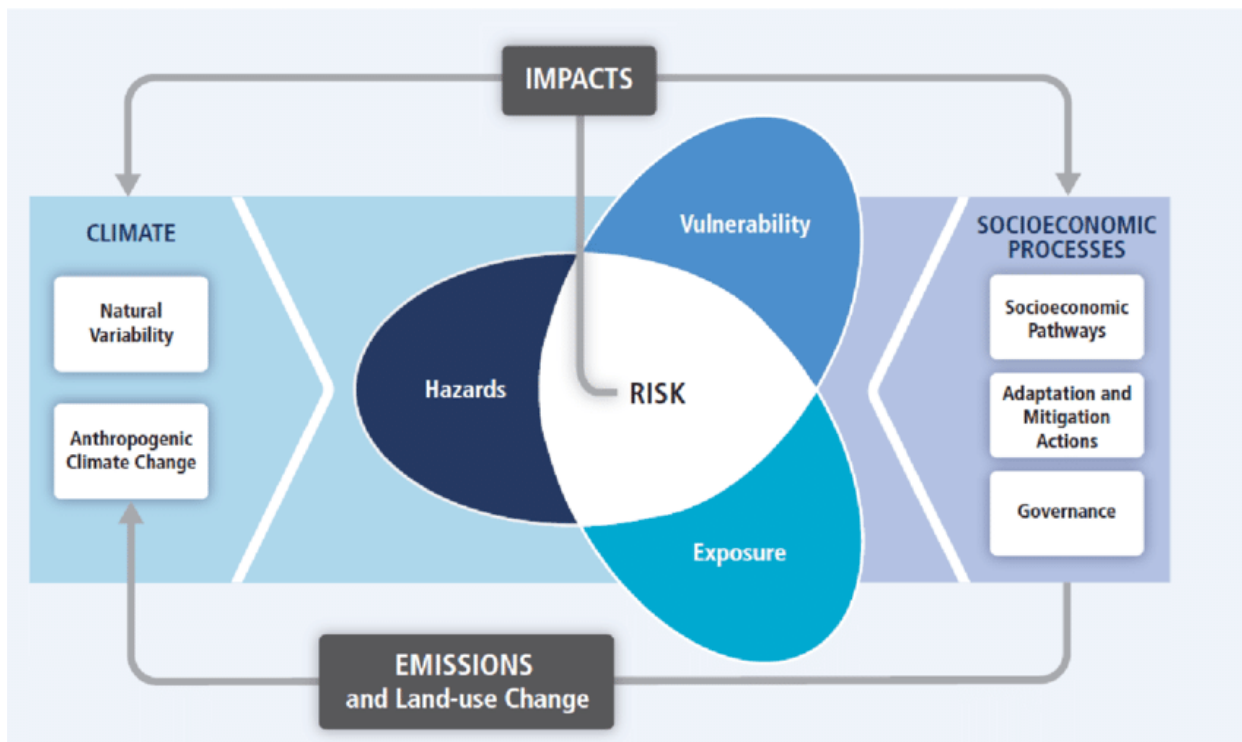 IMPACTS
CLIMATE
Natural
Variability
Anthropogenic
Climate Change
Vulnerability
Hazards
RISK
Exposure
SOCIOECONOMIC
PROCESSES
Socioeconomic
Pathways
Adaptation and
Mitigation
Actions
Governance
EMISSIONS
and Land-use Change